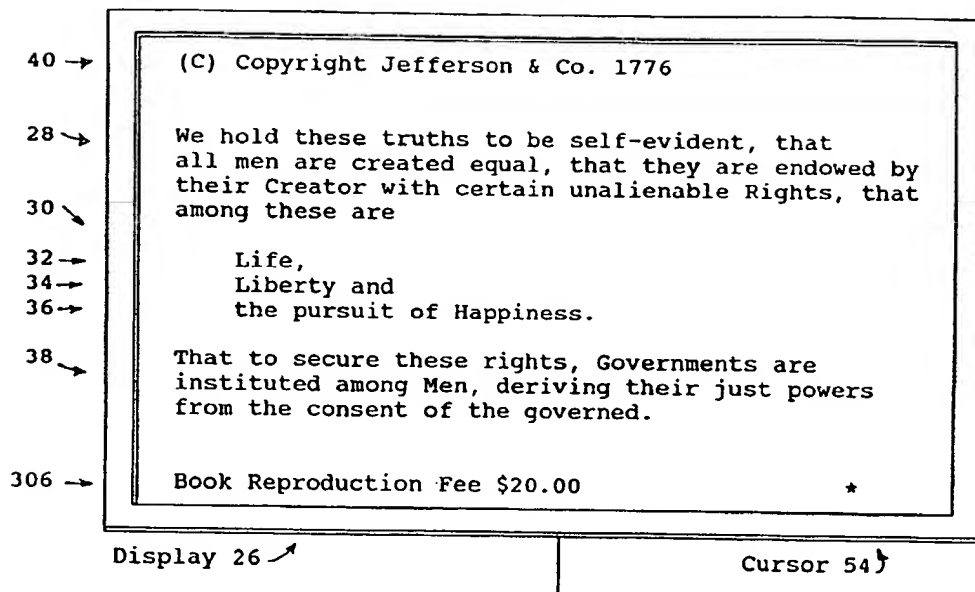 40 → (C) Copyright Jefferson & Co. 1776
28 We hold these truths to be self-evident, that
all men are created equal, that they are endowed by
their Creator with certain unalienable Rights, that
30 among these are
32 → Life,
34 → Liberty and
36 → the pursuit of Happiness.
38 That to secure these rights, Governments are
instituted among Men, deriving their just powers
from the consent of the governed.
306 → Book Reproduction Fee $20.00 *
Display 26 Cursor 54